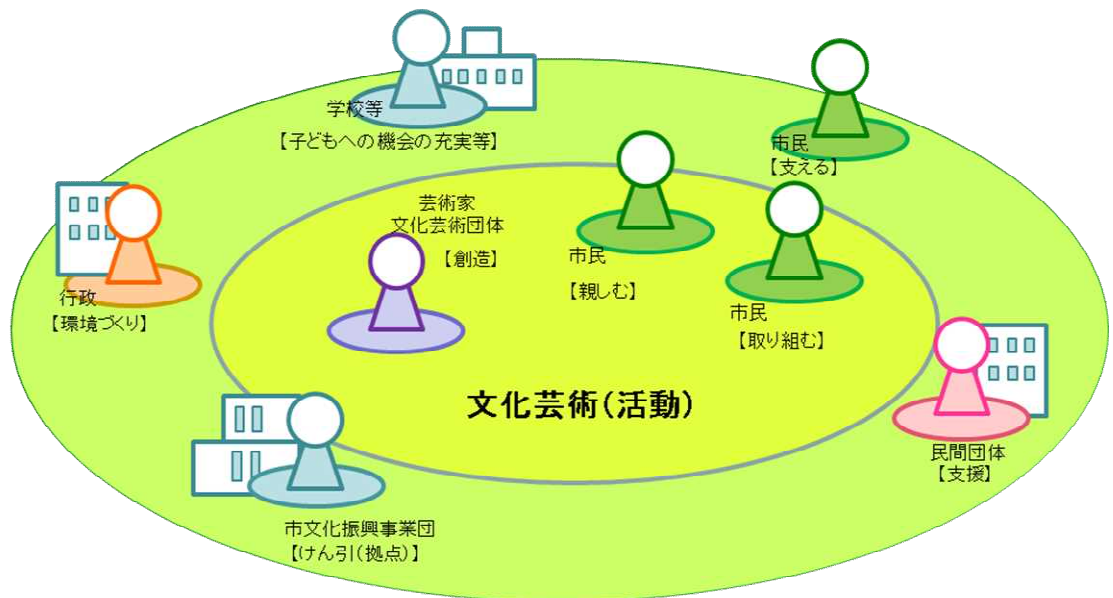 学校等
【子どもへの機会の充実等】
市民
【支える】
芸術家
文化芸術団体
【創造】
市民
【親しむ】
行政
【環境づくり】
市民
【取り組む】
文化芸術(活動)
民間団体
【支援】
市文化振興事業団
【けん引(拠点)】